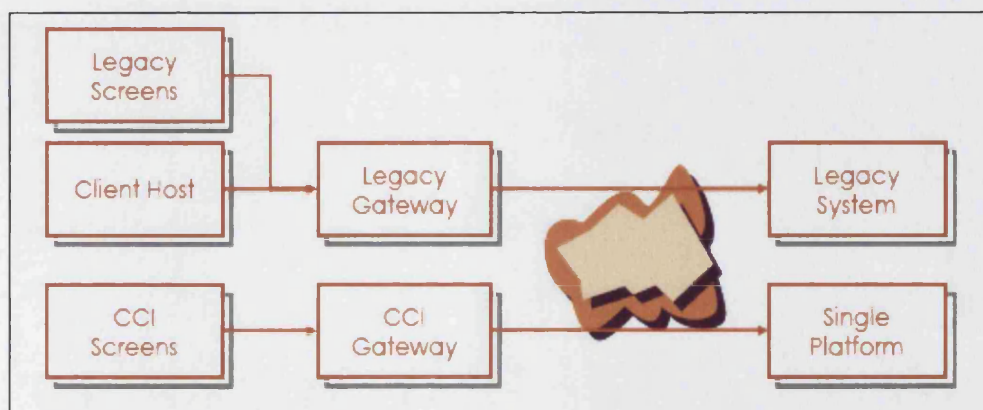 Legacy
Screens
Client Host
Legacy
Gateway
Legacy
System
CCI
Screens
CCI
Gateway
Single
Platform